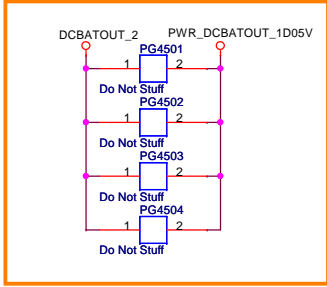 DCBATOUT_2 PWR_DCBATOUT_1D05V
PG4501
1 2
Do Not Stuff
PG4502
1 2
Do Not Stuff
PG4503
1 2
Do Not Stuff
PG4504
1 2
Do Not Stuff